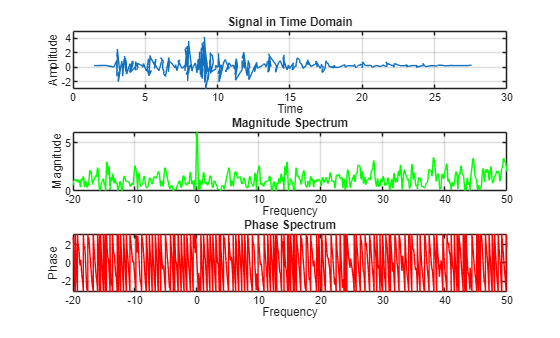 Signal in Time Domain
Amplitude
4
2
0
-2
0 5 10 15 20 25 30
Time
Magnitude Spectrum
Magnitude
5
0
-20 -10 0 10 20 30 40 50
Frequency
Phase Spectrum
Phase
2
0
-2
-20 -10 0 10 20 30 40 50
Frequency